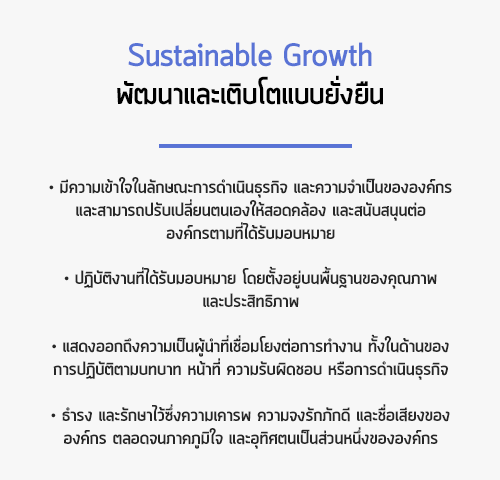 Sustainable Growth
พัฒนาและเติบโตแบบยั่งยืน
• มีความเข้าใจในลักษณะการดำเนินธุรกิจ และความจำเป็นขององค์กร
และสามารถปรับเปลี่ยนตนเองให้สอดคล้อง และสนับสนุนต่อ
องค์กรตามที่ได้รับมอบหมาย
• ปฏิบัติงานที่ได้รับมอบหมาย โดยตั้งอยู่บนพื้นฐานของคุณภาพ
และประสิทธิภาพ
• แสดงออกถึงความเป็นผู้นำที่เชื่อมโยงต่อการทำงาน ทั้งในด้านของ
การปฏิบัติตามบทบาท หน้าที่ ความรับผิดชอบ หรือการดำเนินธุรกิจ
• ธำรง และรักษาไว้ซึ่งความเคารพ ความจงรักภักดี และชื่อเสียงของ
องค์กร ตลอดจนภาคภูมิใจ และอุทิศตนเป็นส่วนหนึ่งขององค์กร